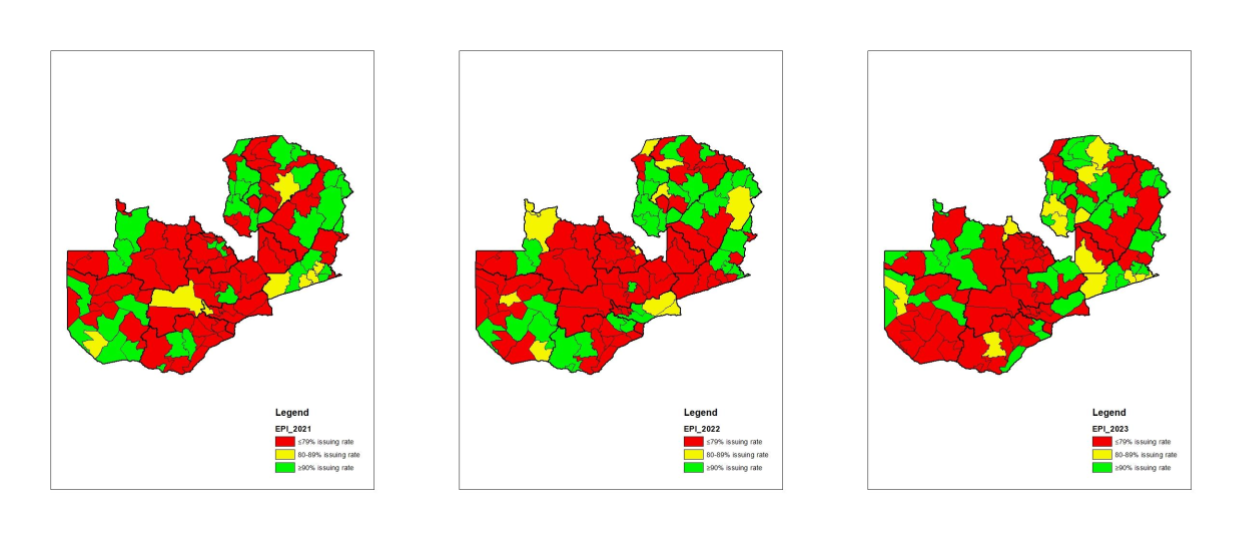 Legend
EPI_2021
≤79% issuing rate
80-89% issuing rate
≥90% issuing rate
Legend
EPI_2022
≤79% issuing rate
80-89% issuing rate
≥90% issuing rate
Legend
EPI_2023
≤79% issuing rate
80-89% issuing rate
≥90% issuing rate